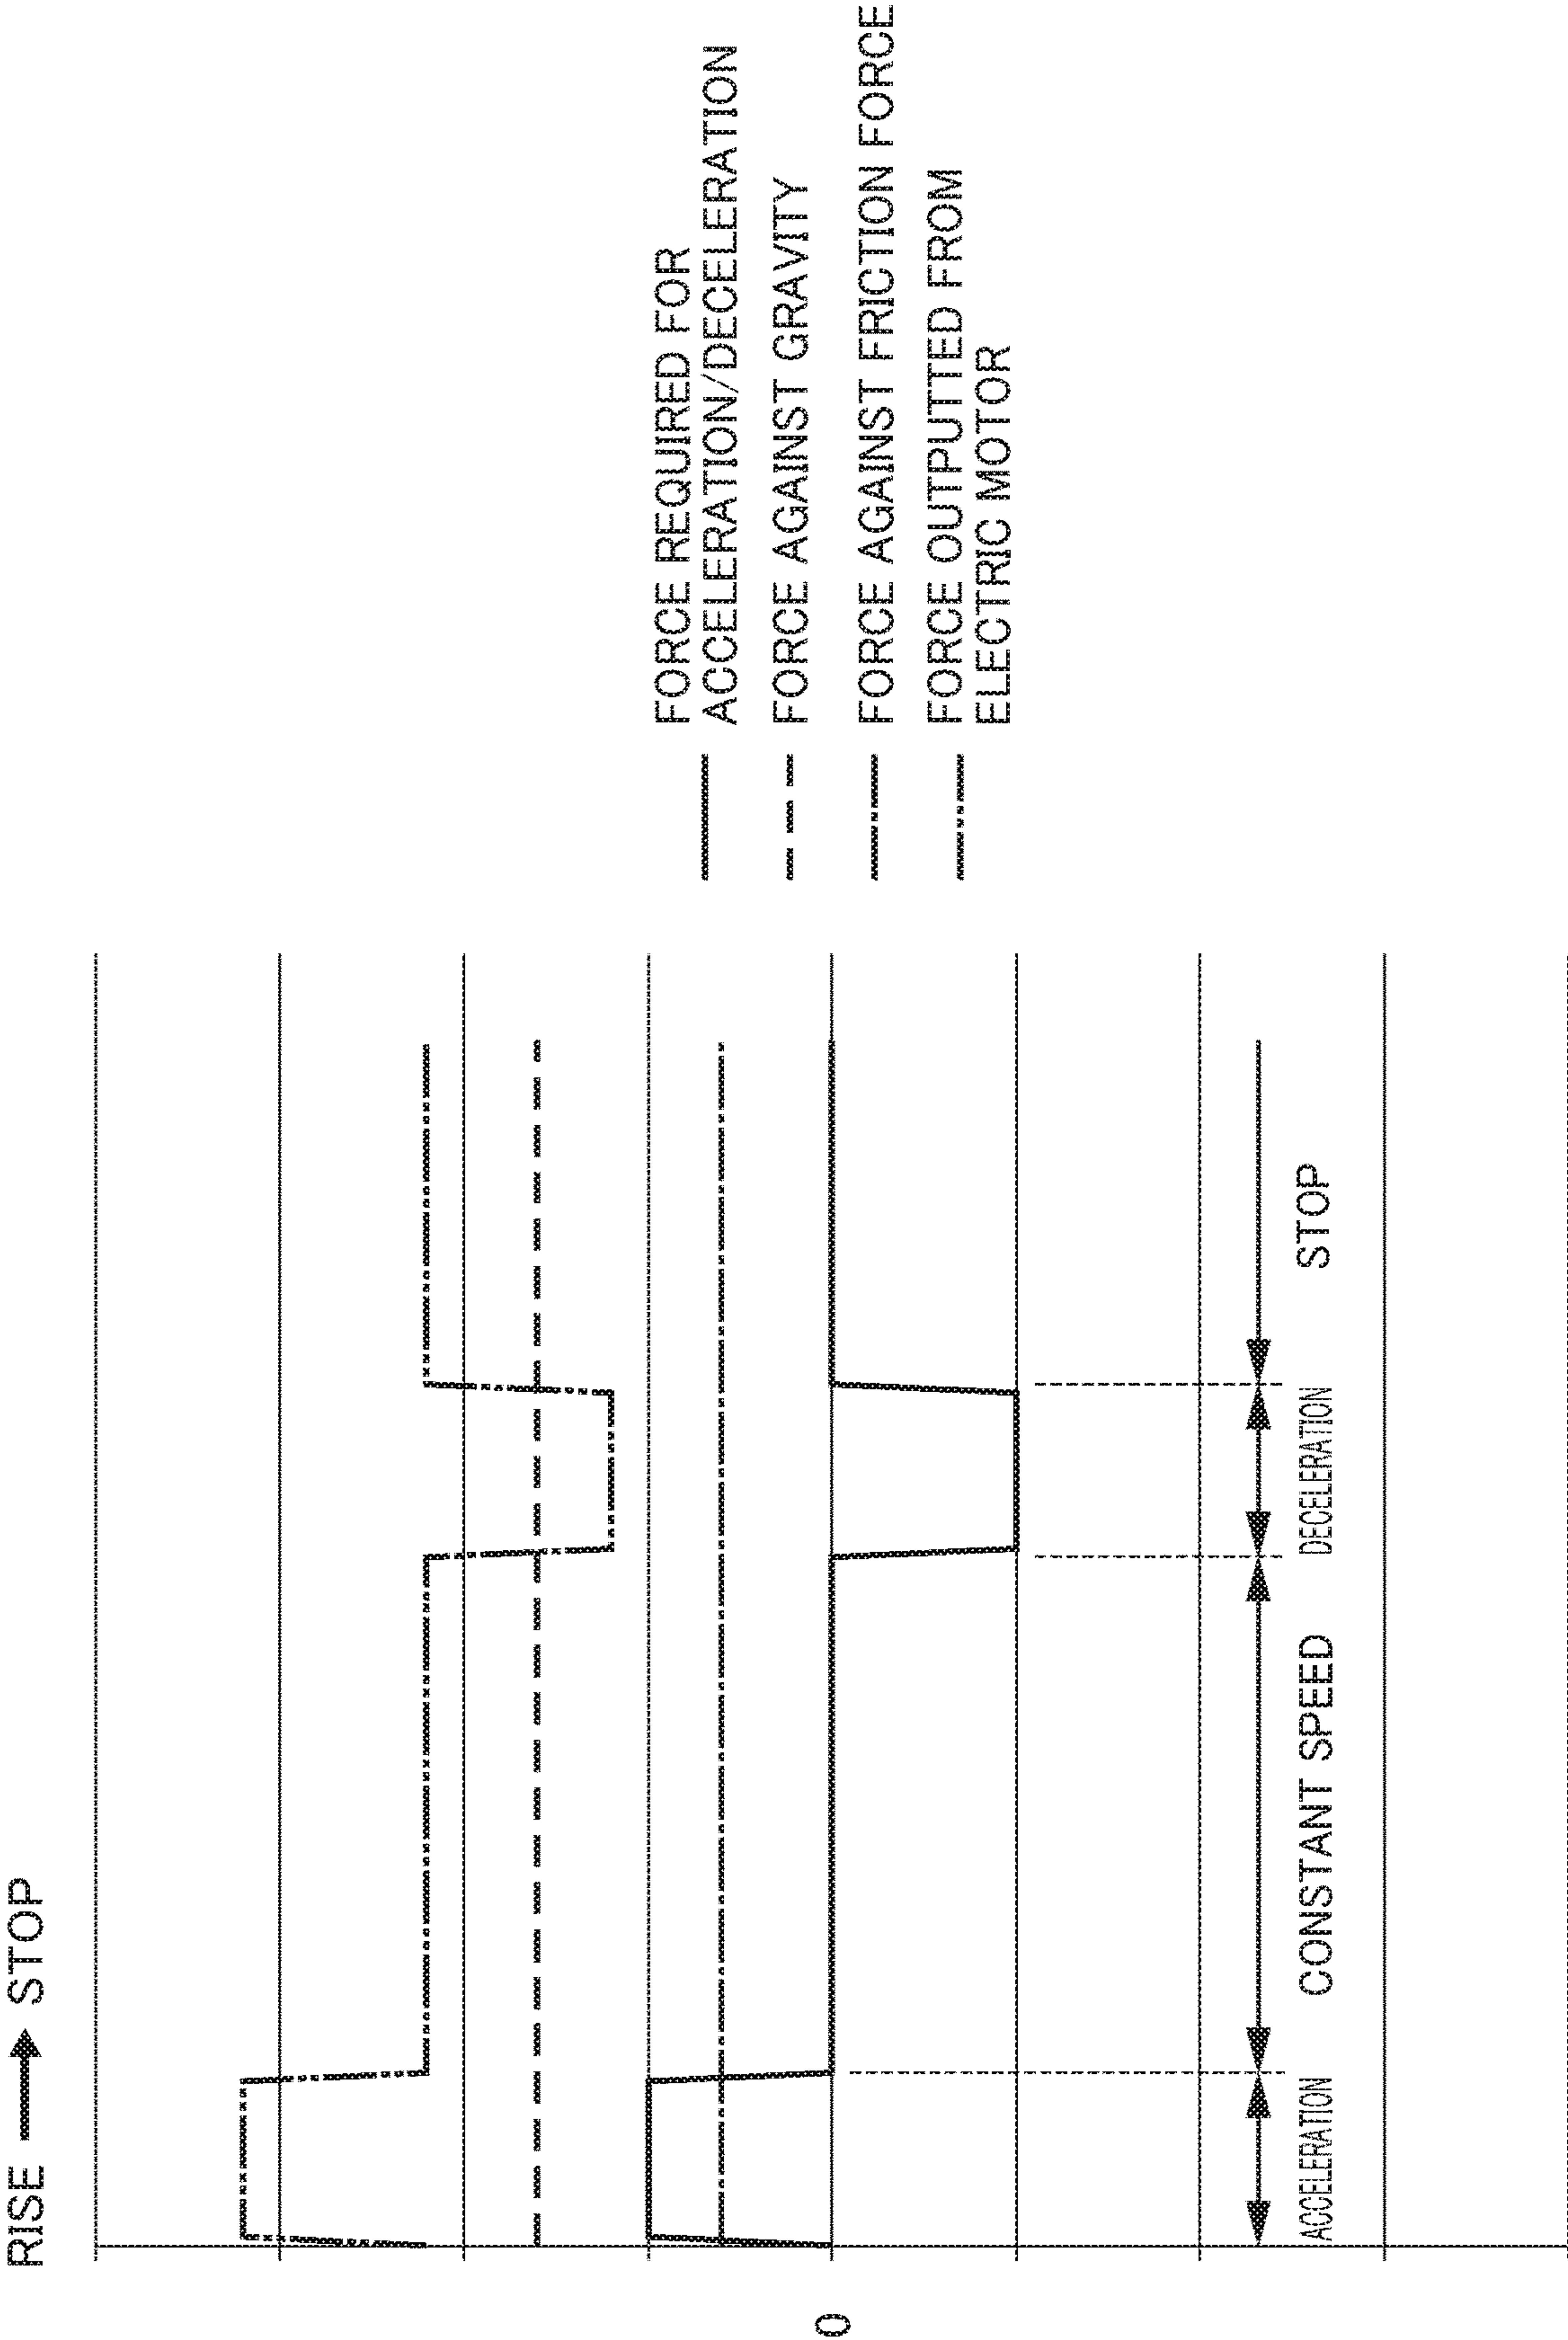 RISE → STOP
0
ACCELERATION
CONSTANT SPEED
DECELERATION
STOP
FORCE REQUIRED FOR
ACCELERATION/DECELERATION
FORCE AGAINST GRAVITY
FORCE AGAINST FRICTION FORCE
FORCE OUTPUTTED FROM
ELECTRIC MOTOR